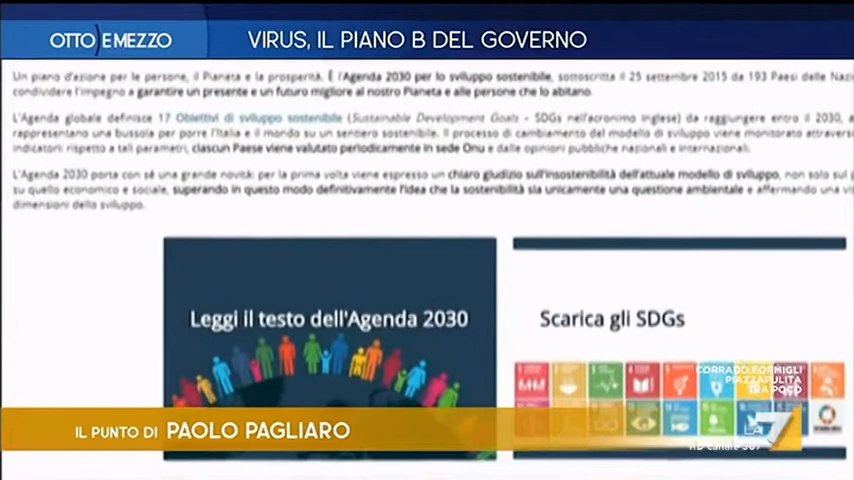 OTTO E MEZZO
VIRUS, IL PIANO B DEL GOVERNO
Un piano d'azione per le persone, il Pianeta e la prosperità. È l'Agenda 2030 per lo sviluppo sostenibile, sottoscritta il 25 settembre 2015 da 193 Paesi delle Nazi
condividere l'impegno a garantire un presente e un futuro migliore al nostro Pianeta e alle persone che lo abitano.
L'Agenda globale definisce 17 Obiettivi di sviluppo sostenibile (Sustainable Development Goals - SDGs nell'acronimo inglese) da raggiungere entro il 2030, a
rappresentano una bussola per porre l'Italia e il mondo su un sentiero sostenibile. Il processo di cambiamento del modello di sviluppo viene monitorato attravers
indicatori: rispetto a tali parametri, ciascun Paese viene valutato periodicamente in sede Onu e dalle opinioni pubbliche nazionali e internazionali.
L'Agenda 2030 porta con sé una grande novità: per la prima volta viene espresso un chiaro giudizio sull'insostenibilità dell'attuale modello di sviluppo, non solo sul
su quello economico e sociale, superando in questo modo definitivamente l'idea che la sostenibilità sia unicamente una questione ambientale e affermando una vi
dimensioni dello sviluppo.
Leggi il testo dell'Agenda 2030
Scarica gli SDGs
CORRADO FORMIGLI
PIAZZAPULITA
TRA POCO
IL PUNTO DI PAOLO PAGLIARO
LA 7
HD Canale 507